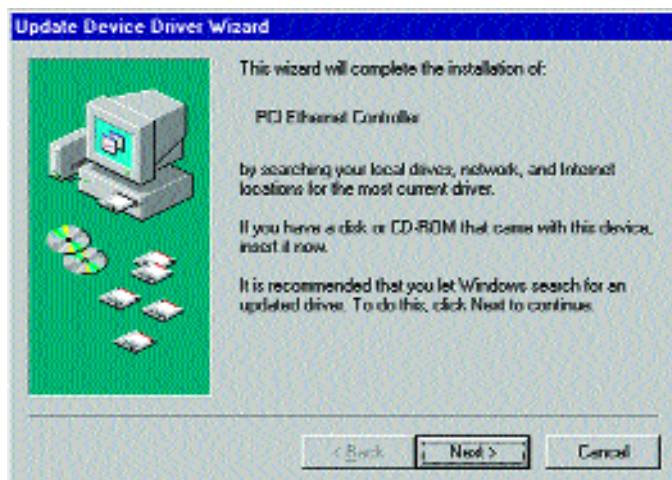 Update Device Driver Wizard
This wizard will complete the installation of:
PCI Ethernet Controller
by searching your local drives, network, and Internet
locations for the most current driver.
If you have a disk or CD-ROM that came with this device,
insert it now.
It is recommended that you let Windows search for an
updated driver. To do this, click Next to continue.
< Back
Next >
Cancel